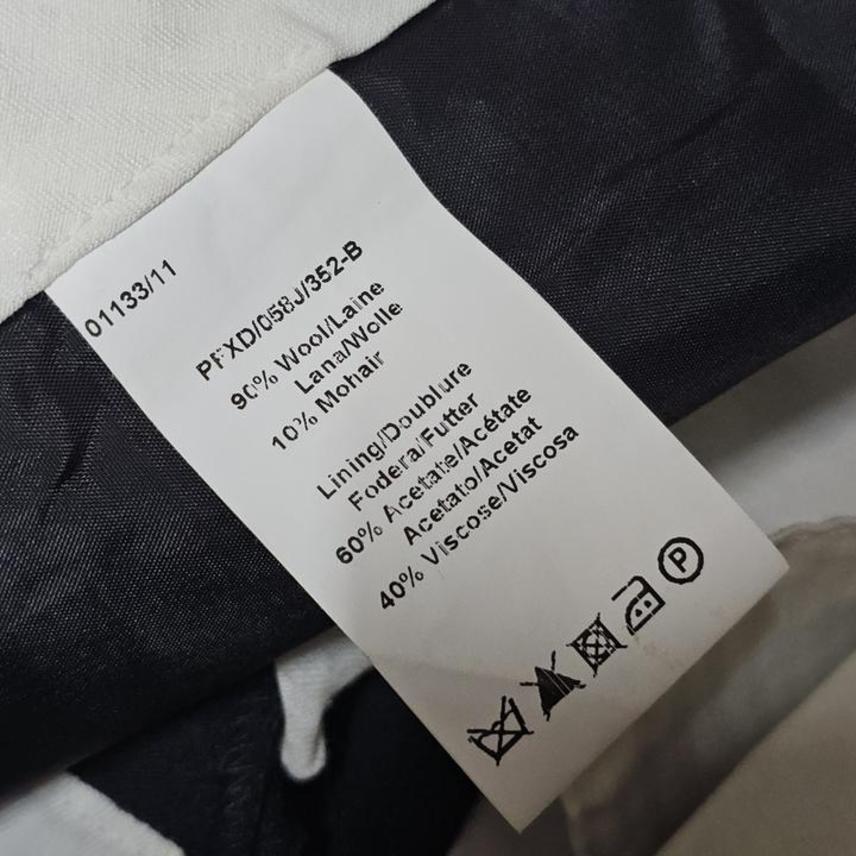 01133/11
PFXD/058J/352-B
90% Wool/Laine
Lana/Wolle
10% Mohair
Lining/Doublure
Fodera/Futter
60% Acetate/Acétate
Acetato/Acetat
40% Viscose/Viscosa
P